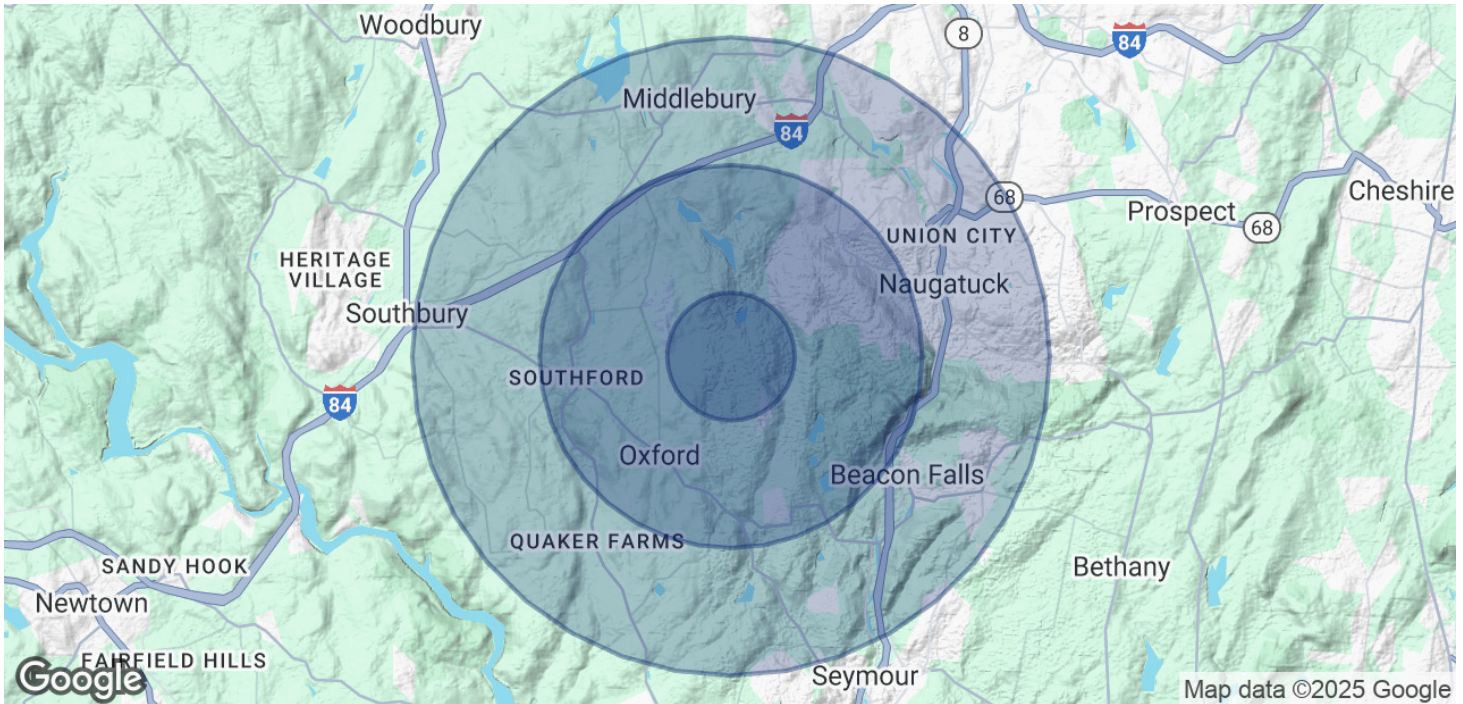 Woodbury
8
84
Middlebury
84
68
Cheshire
Prospect
68
UNION CITY
HERITAGE
VILLAGE
Naugatuck
Southbury
SOUTHFORD
84
Oxford
Beacon Falls
QUAKER FARMS
SANDY HOOK
Bethany
Newtown
FAIRFIELD HILLS
Seymour
Google
Map data ©2025 Google